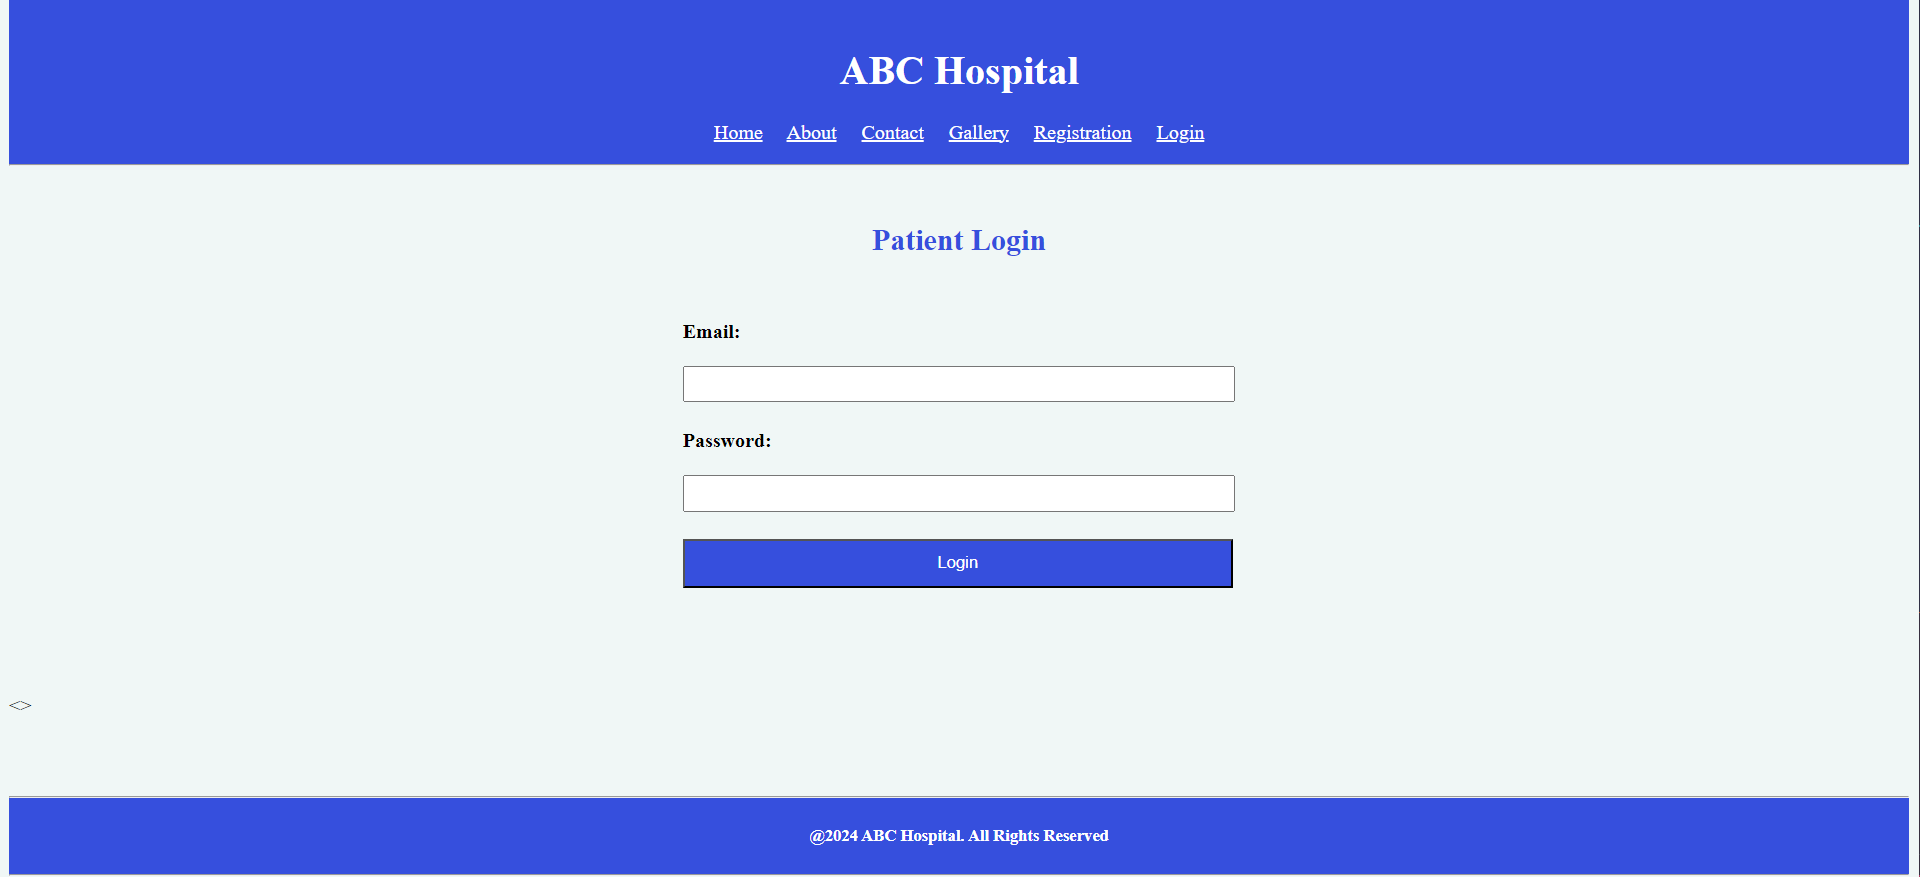 ABC Hospital
Home About Contact Gallery Registration Login
Patient Login
Email:
Password:
Login
<>
@2024 ABC Hospital. All Rights Reserved